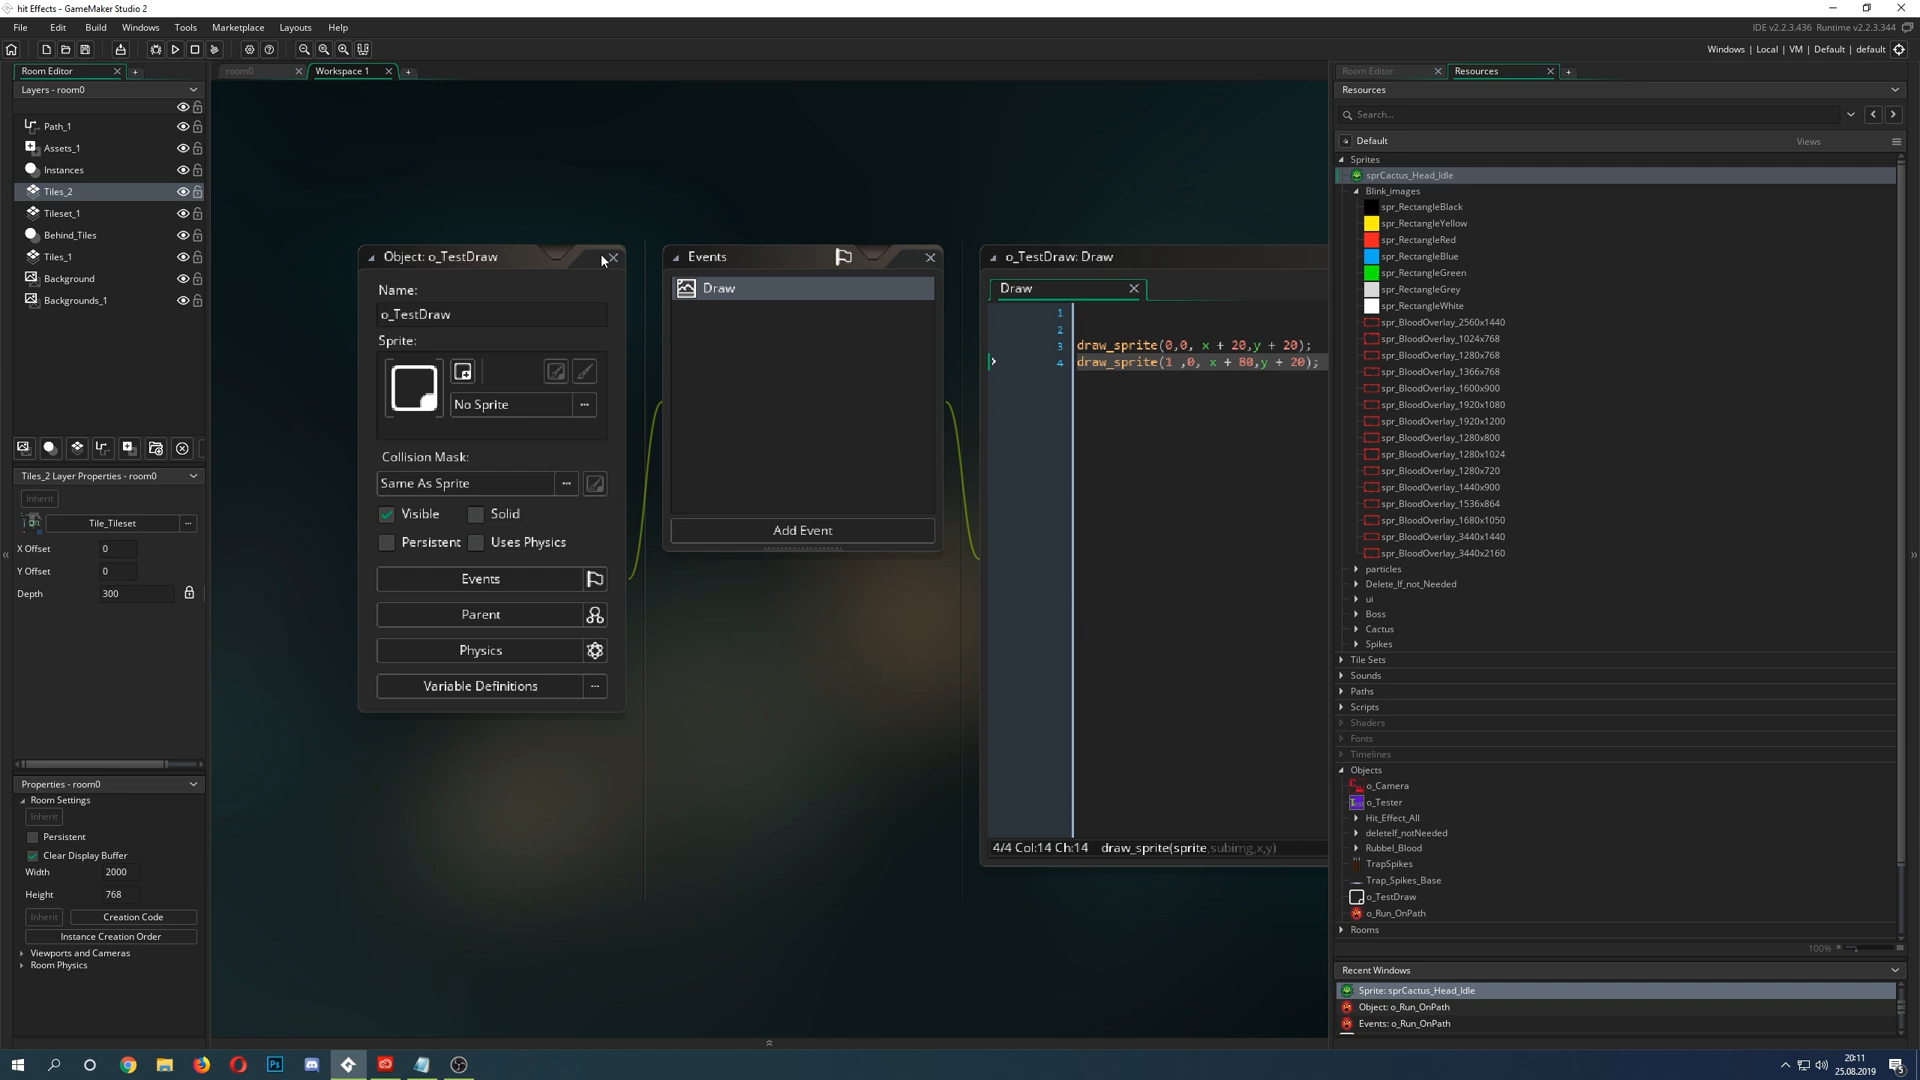 hit Effects - GameMaker Studio 2
File Edit Build Windows Tools Marketplace Layouts Help
IDE v2.2.3.436 Runtime v2.2.3.344
Windows | Local | VM | Default | default
Room Editor
room0
Workspace 1
Room Editor
Resources
Layers - room0
Path_1
Assets_1
Instances
Tiles_2
Tileset_1
Behind_Tiles
Tiles_1
Background
Backgrounds_1
Tiles_2 Layer Properties - room0
Inherit
Tile_Tileset
X Offset 0
Y Offset 0
Depth 300
Properties - room0
Room Settings
Inherit
Persistent
Clear Display Buffer
Width 2000
Height 768
Inherit Creation Code
Instance Creation Order
Viewports and Cameras
Room Physics
Object: o_TestDraw
Name:
o_TestDraw
Sprite:
No Sprite
Collision Mask:
Same As Sprite
Visible Solid
Persistent Uses Physics
Events
Parent
Physics
Variable Definitions
Events
Draw
Add Event
o_TestDraw: Draw
Draw
1
2
3 draw_sprite(0,0, x + 20,y + 20);
4 draw_sprite(1 ,0, x + 80,y + 20);
4/4 Col:14 Ch:14 draw_sprite(sprite,subimg,x,y)
Resources
Search...
Default
Views
Sprites
sprCactus_Head_Idle
Blink_images
spr_RectangleBlack
spr_RectangleYellow
spr_RectangleRed
spr_RectangleBlue
spr_RectangleGreen
spr_RectangleGrey
spr_RectangleWhite
spr_BloodOverlay_2560x1440
spr_BloodOverlay_1024x768
spr_BloodOverlay_1280x768
spr_BloodOverlay_1366x768
spr_BloodOverlay_1600x900
spr_BloodOverlay_1920x1080
spr_BloodOverlay_1920x1200
spr_BloodOverlay_1280x800
spr_BloodOverlay_1280x1024
spr_BloodOverlay_1280x720
spr_BloodOverlay_1440x900
spr_BloodOverlay_1536x864
spr_BloodOverlay_1680x1050
spr_BloodOverlay_3440x1440
spr_BloodOverlay_3440x2160
particles
Delete_If_not_Needed
ui
Boss
Cactus
Spikes
Tile Sets
Sounds
Paths
Scripts
Shaders
Fonts
Timelines
Objects
o_Camera
o_Tester
Hit_Effect_All
deleteIf_notNeeded
Rubbel_Blood
TrapSpikes
Trap_Spikes_Base
o_TestDraw
o_Run_OnPath
Rooms
100%
Recent Windows
Sprite: sprCactus_Head_Idle
Object: o_Run_OnPath
Events: o_Run_OnPath
Ps
20:11
25.08.2019
5